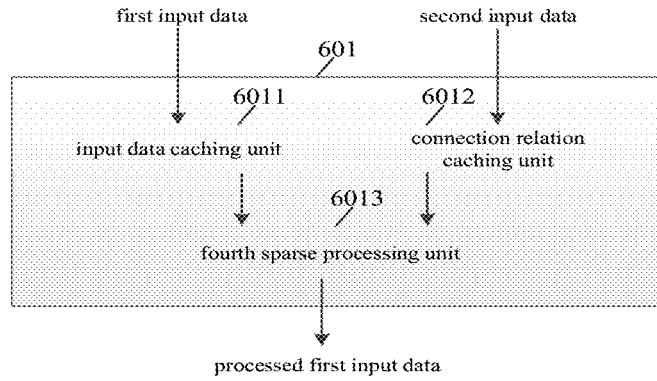 first input data
second input data
601
6011
6012
input data caching unit
connection relation
caching unit
6013
fourth sparse processing unit
processed first input data